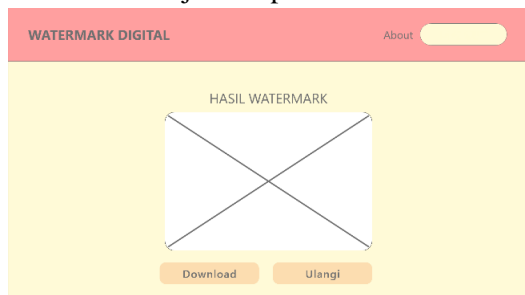 WATERMARK DIGITAL
About
HASIL WATERMARK
Download
Ulangi